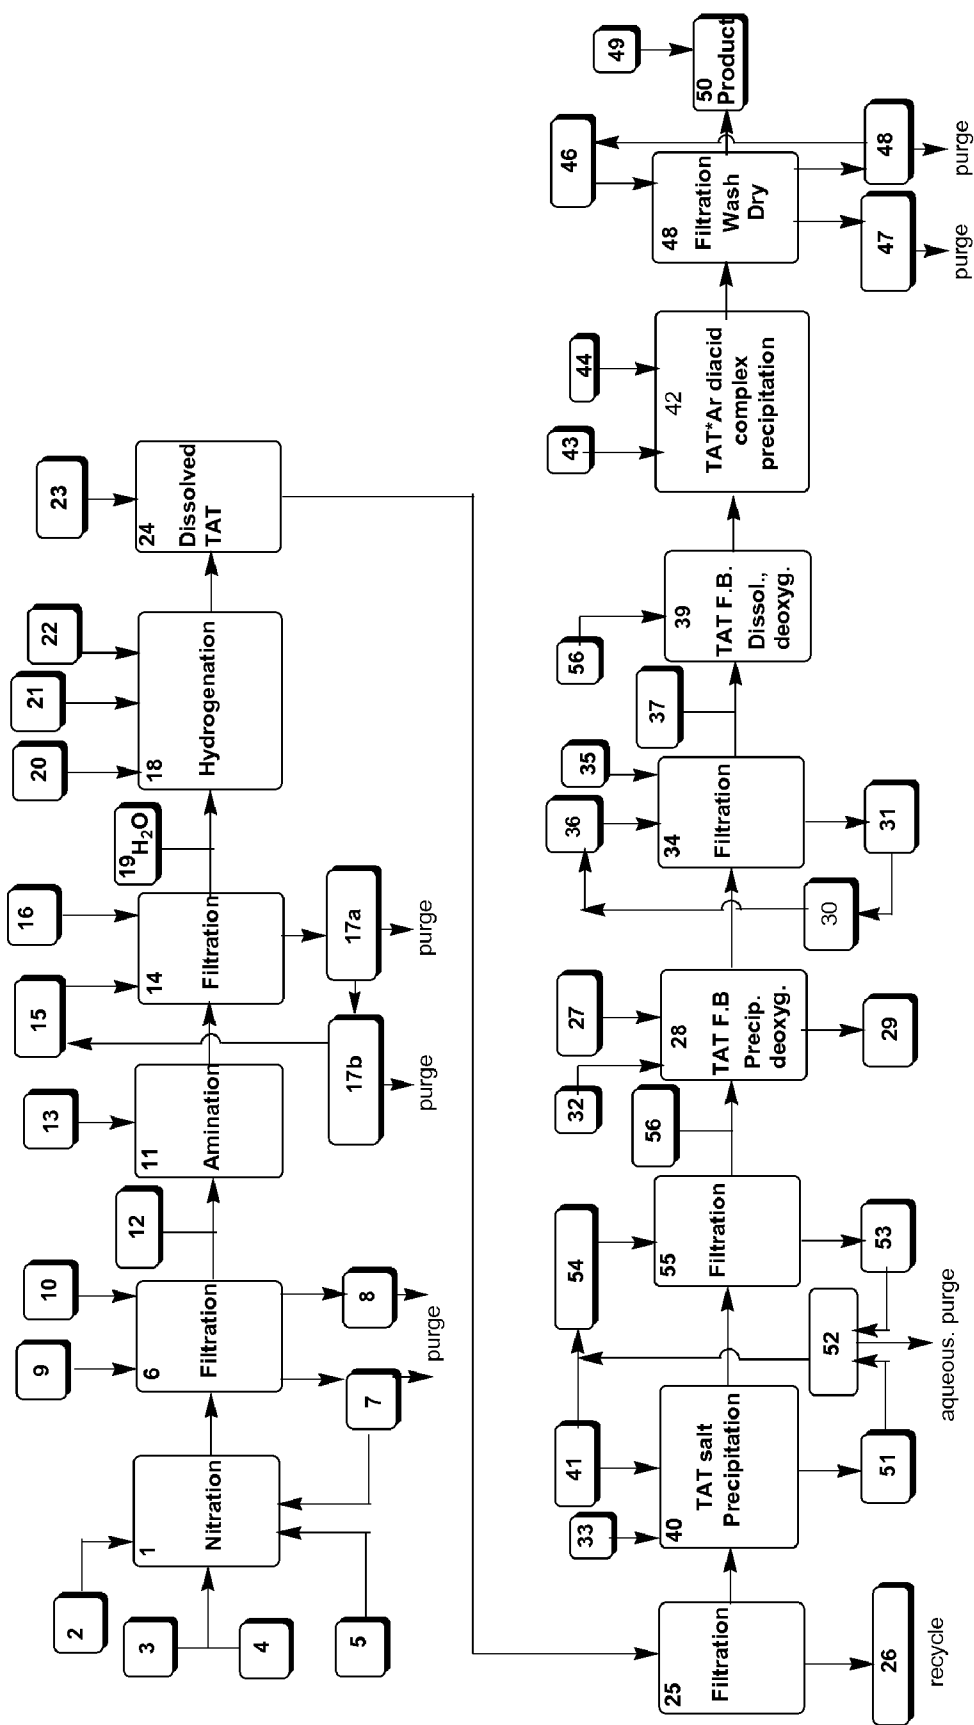 2
3
4
5
1
Nitration
7
8
purge
9
10
6
Filtration
12
13
11
Amination
15
16
14
Filtration
17a
purge
17b
purge
19
H2O
20
21
22
18
Hydrogenation
23
24
Dissolved
TAT
25
Filtration
26
recycle
33
41
40
TAT salt
Precipitation
51
52
53
aqueous. purge
54
55
Filtration
56
32
27
28
TAT F.B
Precip.
deoxyg.
29
30
31
36
35
34
Filtration
37
56
39
TAT F.B.
Dissol.,
deoxyg.
43
44
42
TAT*Ar diacid
complex
precipitation
46
48
Filtration
Wash
Dry
47
purge
48
purge
49
50
Product